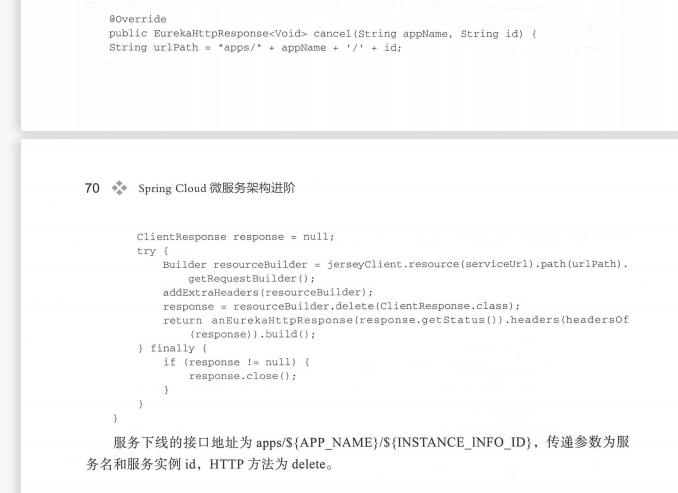 @Override
public EurekaHttpResponse<Void> cancel(String appName, String id) {
String urlPath = "apps/" + appName + '/' + id;
70 Spring Cloud 微服务架构进阶
ClientResponse response = null;
try {
Builder resourceBuilder = jerseyClient.resource(serviceUrl).path(urlPath).
getRequestBuilder();
addExtraHeaders(resourceBuilder);
response = resourceBuilder.delete(ClientResponse.class);
return anEurekaHttpResponse(response.getStatus()).headers(headersOf
(response)).build();
} finally {
if (response != null) {
response.close();
}
}
}
服务下线的接口地址为 apps/${APP_NAME}/${INSTANCE_INFO_ID}，传递参数为服
务名和服务实例 id，HTTP 方法为 delete。